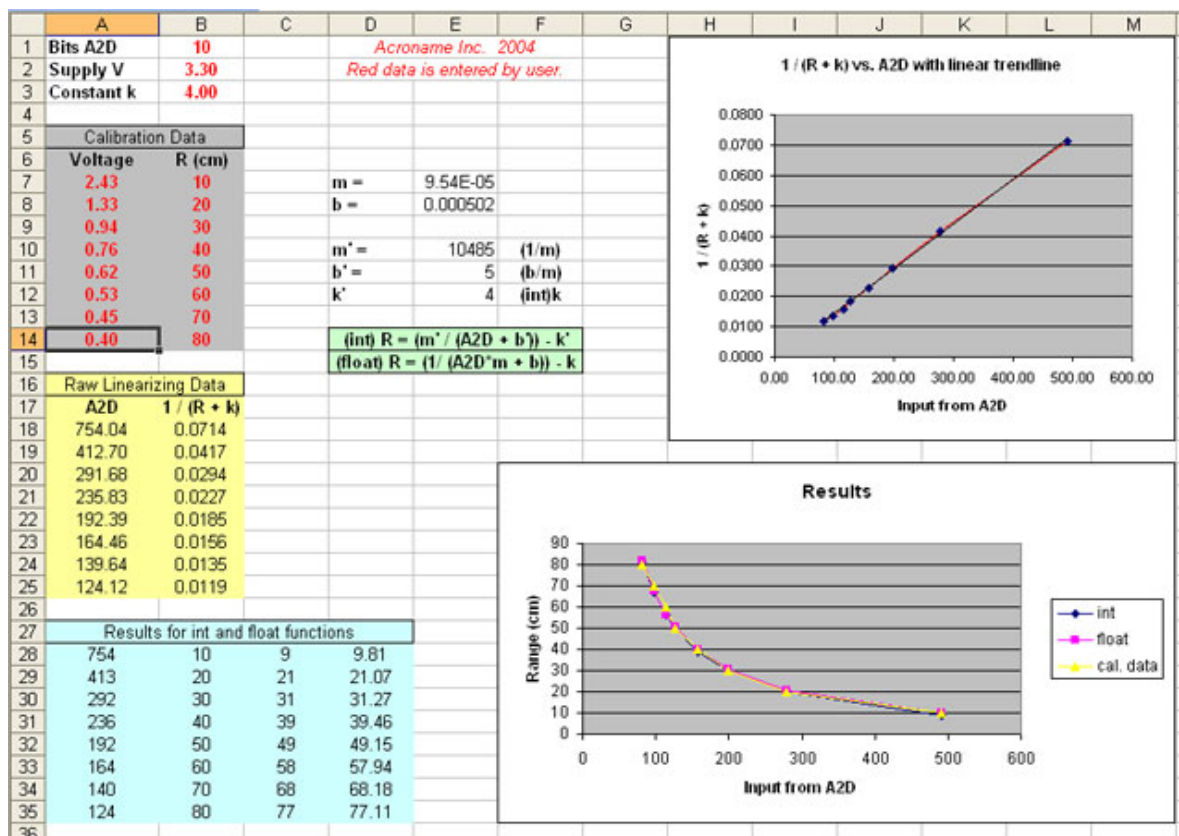 A B C D E F G H I J K L M
1 Bits A2D 10 Acroname Inc. 2004
2 Supply V 3.30 Red data is entered by user.
3 Constant k 4.00
4
5 Calibration Data
6 Voltage R (cm)
7 2.43 10 m = 9.54E-05
8 1.33 20 b = 0.000502
9 0.94 30
10 0.76 40 m' = 10485 (1/m)
11 0.62 50 b' = 5 (b/m)
12 0.53 60 k' 4 (int)k
13 0.45 70
14 0.40 80 (int) R = (m' / (A2D + b')) - k'
15 (float) R = (1/ (A2D*m + b)) - k
16 Raw Linearizing Data
17 A2D 1 / (R + k)
18 754.04 0.0714
19 412.70 0.0417
20 291.68 0.0294
21 235.83 0.0227
22 192.39 0.0185
23 164.46 0.0156
24 139.64 0.0135
25 124.12 0.0119
26
27 Results for int and float functions
28 754 10 9 9.81
29 413 20 21 21.07
30 292 30 31 31.27
31 236 40 39 39.46
32 192 50 49 49.15
33 164 60 58 57.94
34 140 70 68 68.18
35 124 80 77 77.11
36
1 / (R + k) vs. A2D with linear trendline
1 / (R + k)
0.0800
0.0700
0.0600
0.0500
0.0400
0.0300
0.0200
0.0100
0.0000
0.00 100.00 200.00 300.00 400.00 500.00 600.00
Input from A2D
Results
Range (cm)
90
80
70
60
50
40
30
20
10
0
0 100 200 300 400 500 600
Input from A2D
int
float
cal. data